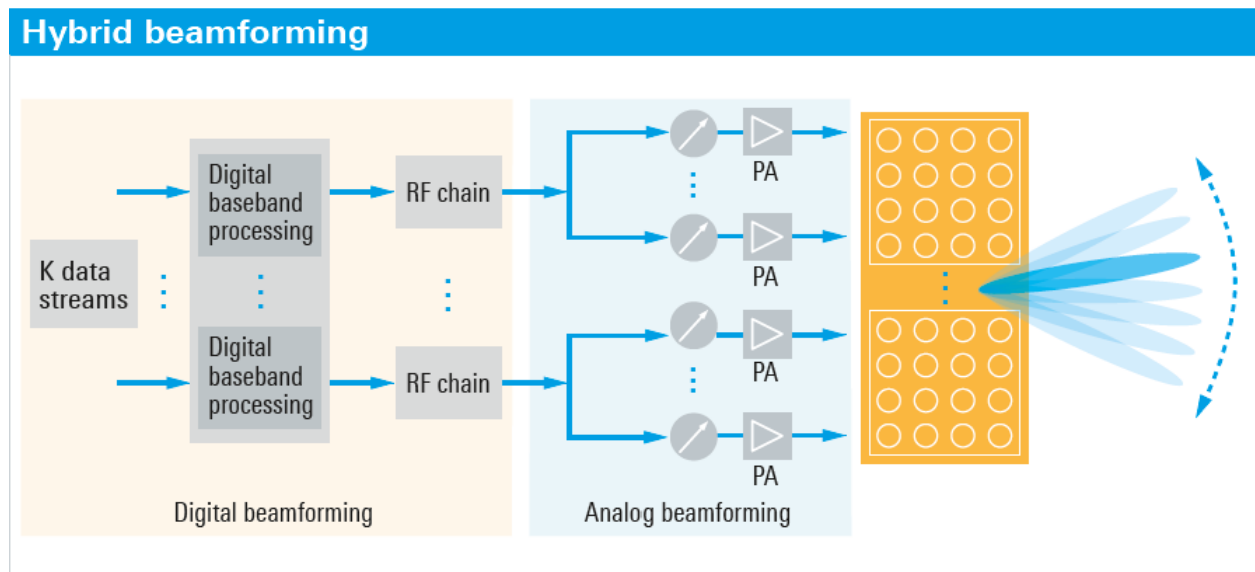 Hybrid beamforming
Digital
baseband
processing
RF chain
PA
PA
K data
streams
Digital
baseband
processing
RF chain
PA
PA
Digital beamforming
Analog beamforming